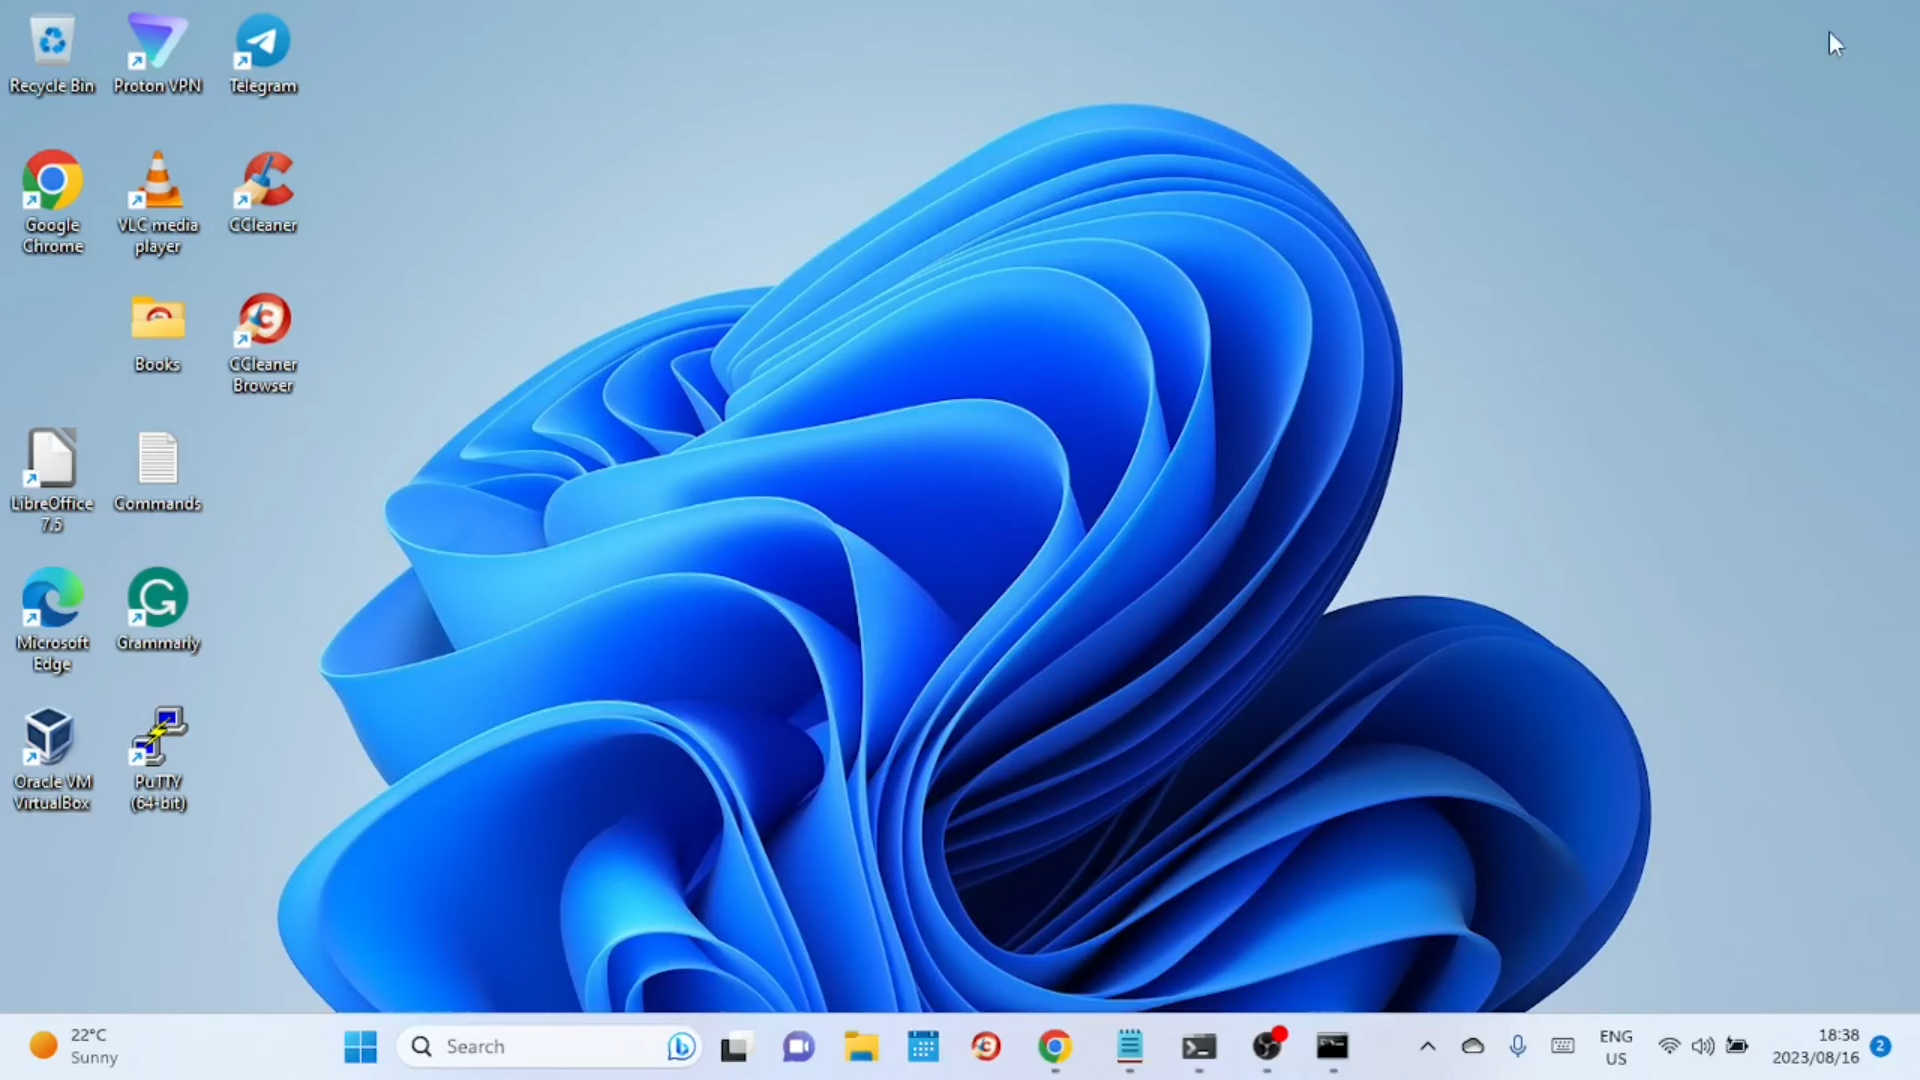 Recycle Bin
Proton VPN
Telegram
Google
Chrome
VLC media
player
CCleaner
Books
CCleaner
Browser
LibreOffice
7.5
Commands
Microsoft
Edge
Grammarly
Oracle VM
VirtualBox
PuTTY
(64-bit)
22°C
Sunny
Search
ENG
US
18:38
2023/08/16
2